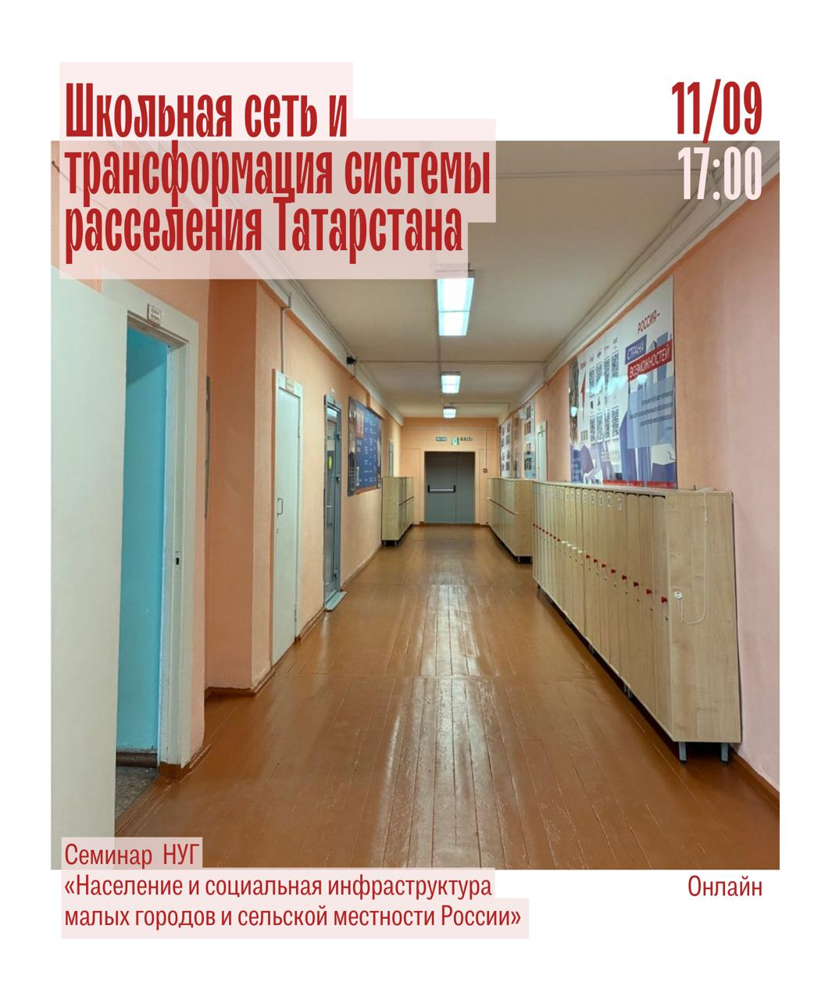 Школьная сеть и
трансформация системы
расселения Татарстана
11/09
17:00
РОССИЯ–
СТРАНА
ВОЗМОЖНОСТЕЙ
Семинар НУГ
«Население и социальная инфраструктура
малых городов и сельской местности России»
Онлайн